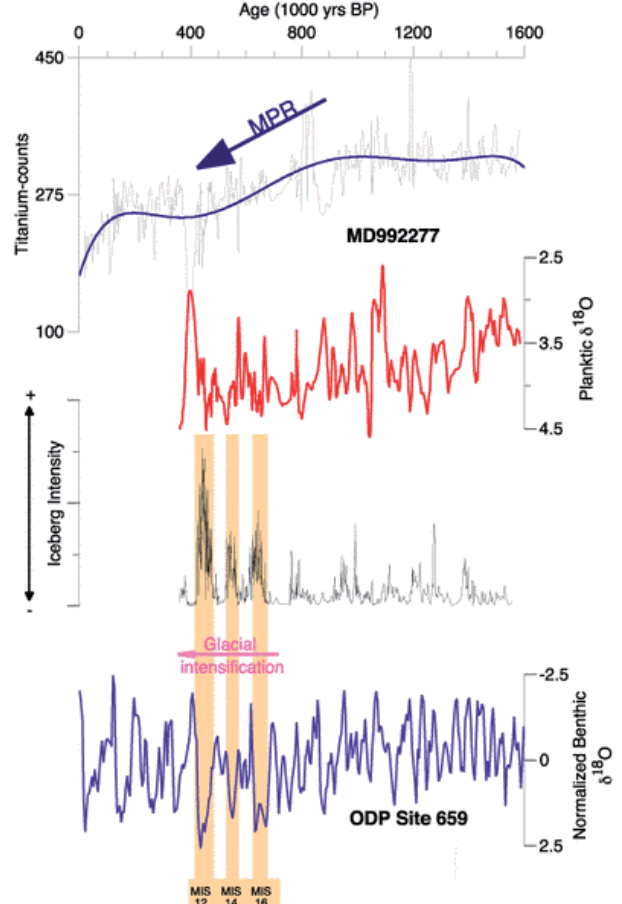 Age (1000 yrs BP)
0 400 800 1200 1600
450
MPR
Titanium-counts
275
MD992277
2.5
100
3.5
Planktic δ18O
4.5
+
Iceberg Intensity
-
Glacial
intensification
-2.5
0
Normalized Benthic
δ18O
ODP Site 659
2.5
MIS MIS MIS
12 14 16